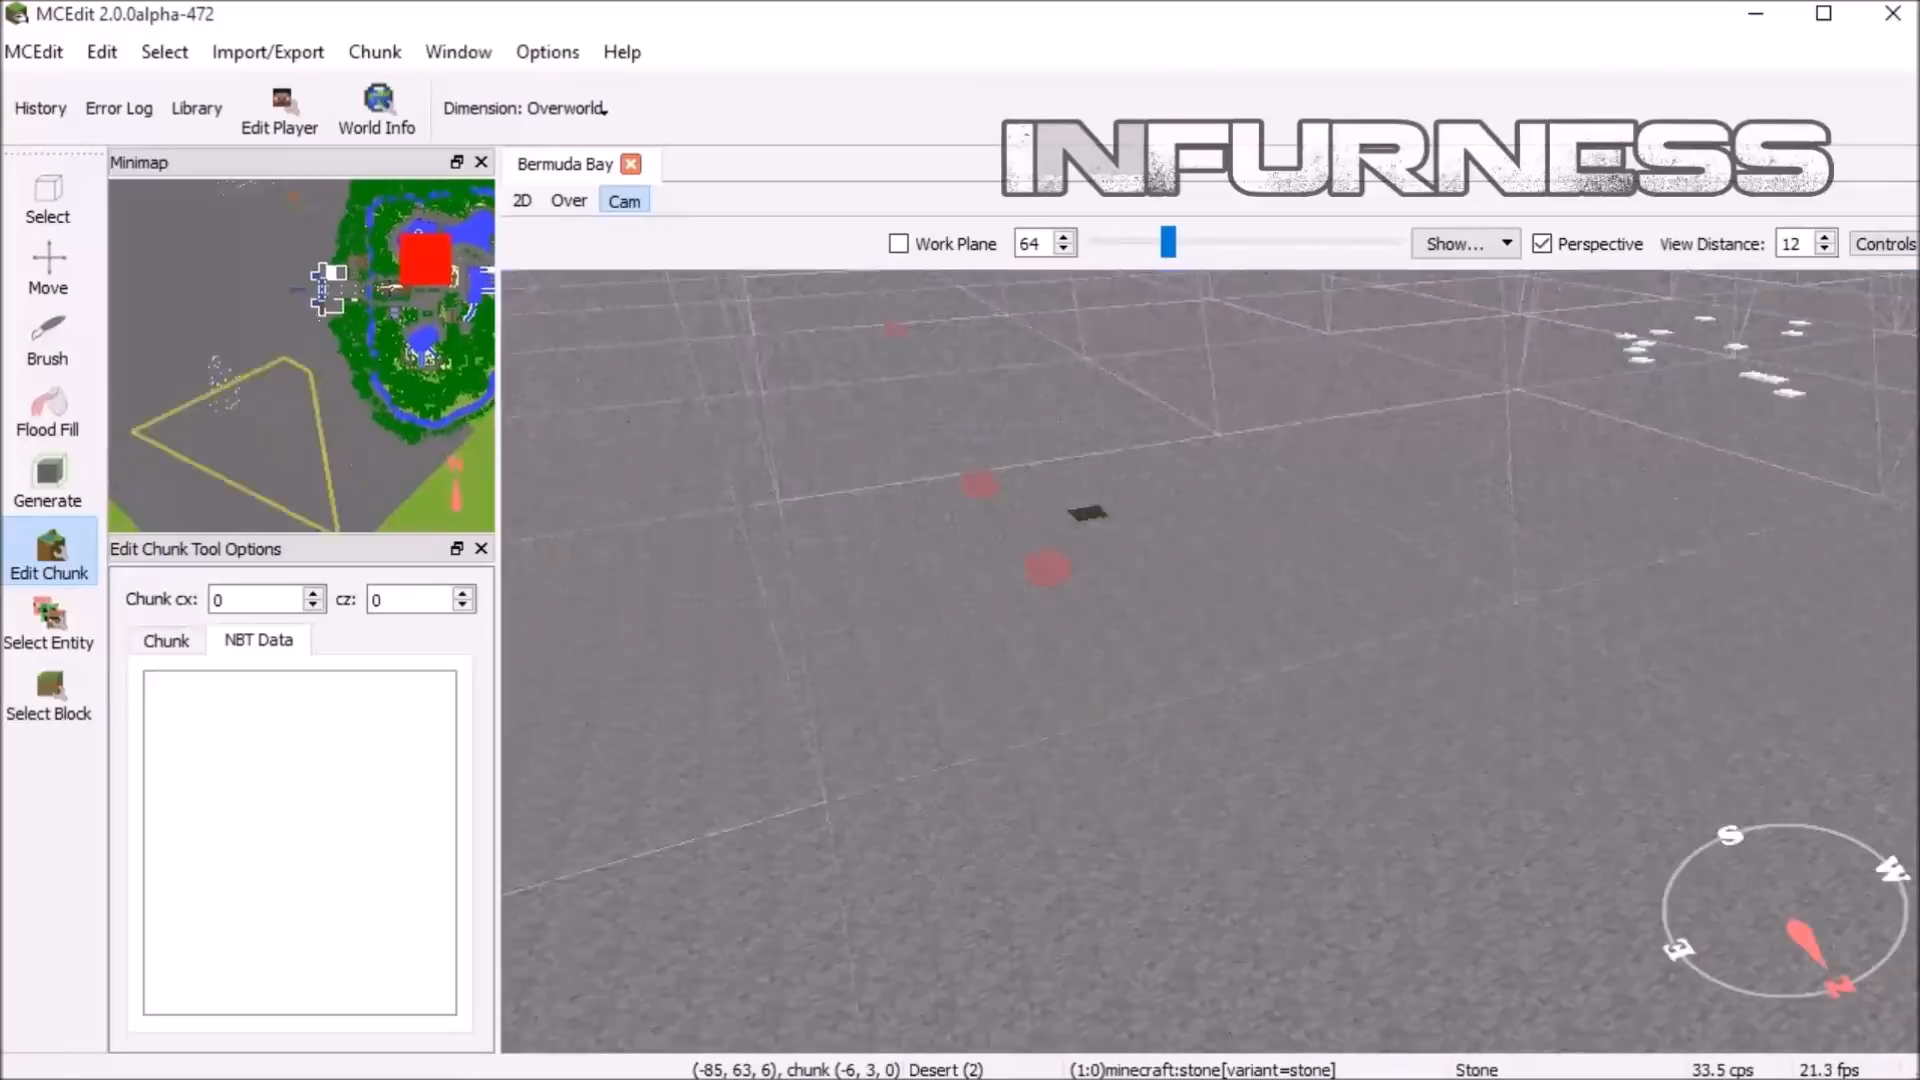 MCEdit 2.0.0alpha-472
MCEdit Edit Select Import/Export Chunk Window Options Help
History Error Log Library Edit Player World Info Dimension: Overworld
INFURNESS
Minimap
Bermuda Bay
2D Over Cam
Work Plane 64 Show... Perspective View Distance: 12 Controls
Select
Move
Brush
Flood Fill
Generate
Edit Chunk
Select Entity
Select Block
Edit Chunk Tool Options
Chunk cx: 0 cz: 0
Chunk NBT Data
S
W
E
N
(-85, 63, 6), chunk (-6, 3, 0) Desert (2) (1:0)minecraft:stone[variant=stone] Stone 33.5 cps 21.3 fps